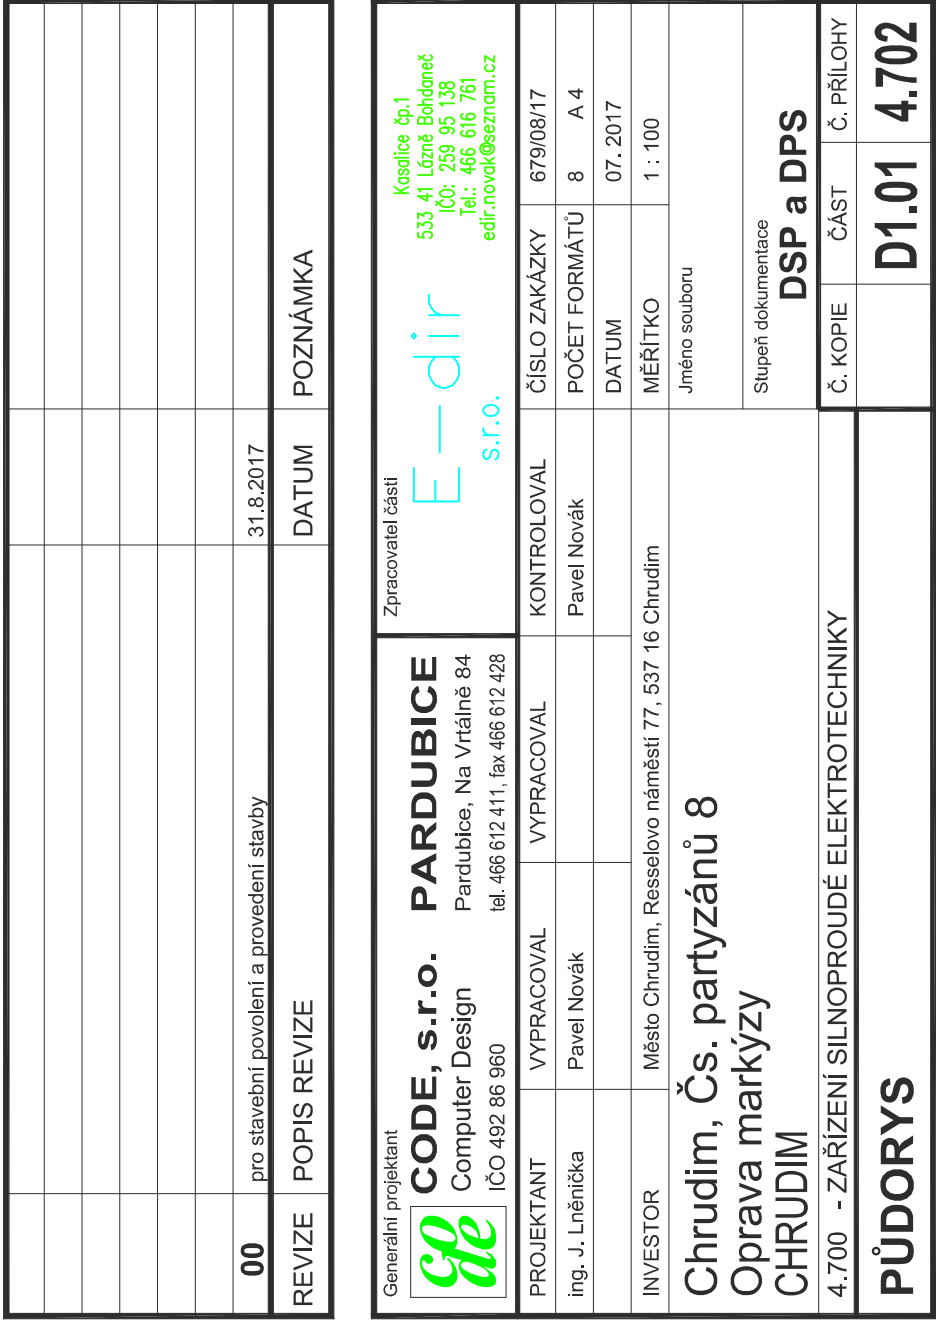 00 pro stavební povolení a provedení stavby 31.8.2017
REVIZE POPIS REVIZE DATUM POZNÁMKA
Generální projektant
code
CODE, s.r.o. PARDUBICE
Computer Design Pardubice, Na Vrtálně 84
IČO 492 86 960 tel. 466 612 411, fax 466 612 428
Zpracovatel části
E-dir
s.r.o.
Kasalice čp.1
533 41 Lázně Bohdaneč
IČO: 259 95 138
Tel.: 466 616 761
edir.novak@seznam.cz
PROJEKTANT VYPRACOVAL VYPRACOVAL KONTROLOVAL ČÍSLO ZAKÁZKY 679/08/17
ing. J. Lněnička Pavel Novák Pavel Novák POČET FORMÁTŮ 8 A 4
DATUM 07. 2017
INVESTOR Město Chrudim, Resselovo náměstí 77, 537 16 Chrudim MĚŘÍTKO 1 : 100
Chrudim, Čs. partyzánů 8
Oprava markýzy
CHRUDIM
Jméno souboru
Stupeň dokumentace
DSP a DPS
4.700 - ZAŘÍZENÍ SILNOPROUDÉ ELEKTROTECHNIKY
Č. KOPIE ČÁST Č. PŘÍLOHY
PŮDORYS D1.01 4.702